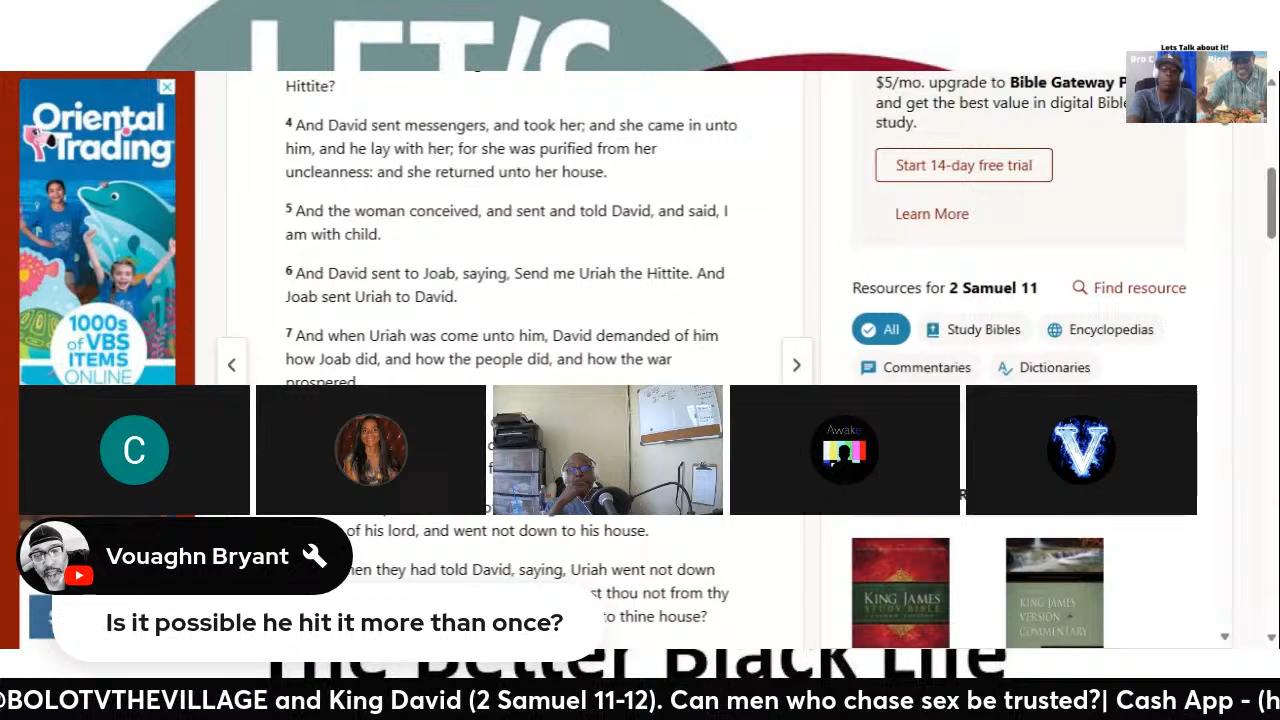 LET'S
Lets Talk about it!
Bro C
Rico
Oriental
Trading
1000s
of VBS
ITEMS
ONLINE
Hittite?
4 And David sent messengers, and took her; and she came in unto
him, and he lay with her; for she was purified from her
uncleanness: and she returned unto her house.
5 And the woman conceived, and sent and told David, and said, I
am with child.
6 And David sent to Joab, saying, Send me Uriah the Hittite. And
Joab sent Uriah to David.
7 And when Uriah was come unto him, David demanded of him
how Joab did, and how the people did, and how the war
prospered.
of his lord, and went not down to his house.
en they had told David, saying, Uriah went not down
st thou not from thy
to thine house?
$5/mo. upgrade to Bible Gateway P
and get the best value in digital Bible
study.
Start 14-day free trial
Learn More
Resources for 2 Samuel 11
Find resource
All
Study Bibles
Encyclopedias
Commentaries
Dictionaries
KING JAMES
STUDY BIBLE
KING JAMES
VERSION
COMMENTARY
C
Awake
V
Vouaghn Bryant
Is it possible he hit it more than once?
The Better Black Life
@BOLOTVTHEVILLAGE and King David (2 Samuel 11-12). Can men who chase sex be trusted?| Cash App - (h